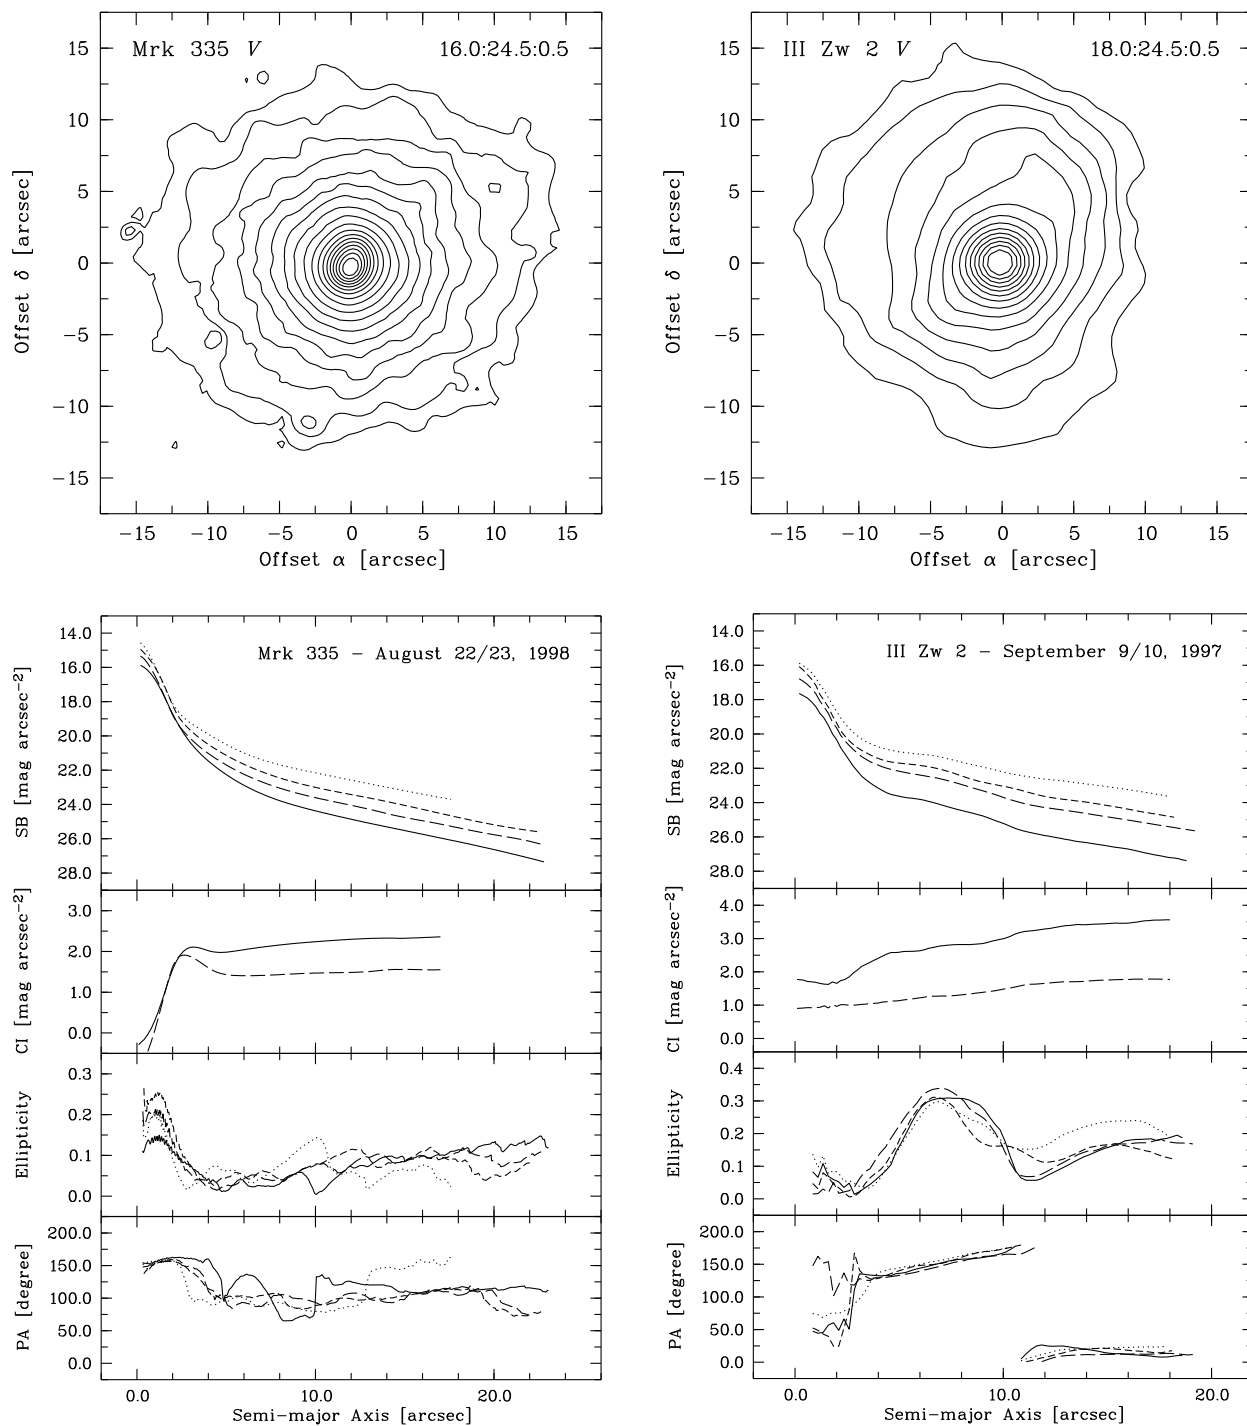 Mrk 335 V 16.0:24.5:0.5
15
10
5
0
−5
−10
−15
Offset δ [arcsec]
−15 −10 −5 0 5 10 15
Offset α [arcsec]
III Zw 2 V 18.0:24.5:0.5
15
10
5
0
−5
−10
−15
Offset δ [arcsec]
−15 −10 −5 0 5 10 15
Offset α [arcsec]
Mrk 335 − August 22/23, 1998
14.0
16.0
18.0
20.0
22.0
24.0
26.0
28.0
SB [mag arcsec−2]
3.0
2.0
1.0
0.0
CI [mag arcsec−2]
0.3
0.2
0.1
0.0
Ellipticity
200.0
150.0
100.0
50.0
0.0
PA [degree]
0.0 10.0 20.0
Semi−major Axis [arcsec]
III Zw 2 − September 9/10, 1997
14.0
16.0
18.0
20.0
22.0
24.0
26.0
28.0
SB [mag arcsec−2]
4.0
3.0
2.0
1.0
0.0
CI [mag arcsec−2]
0.4
0.3
0.2
0.1
0.0
Ellipticity
200.0
150.0
100.0
50.0
0.0
PA [degree]
0.0 10.0 20.0
Semi−major Axis [arcsec]